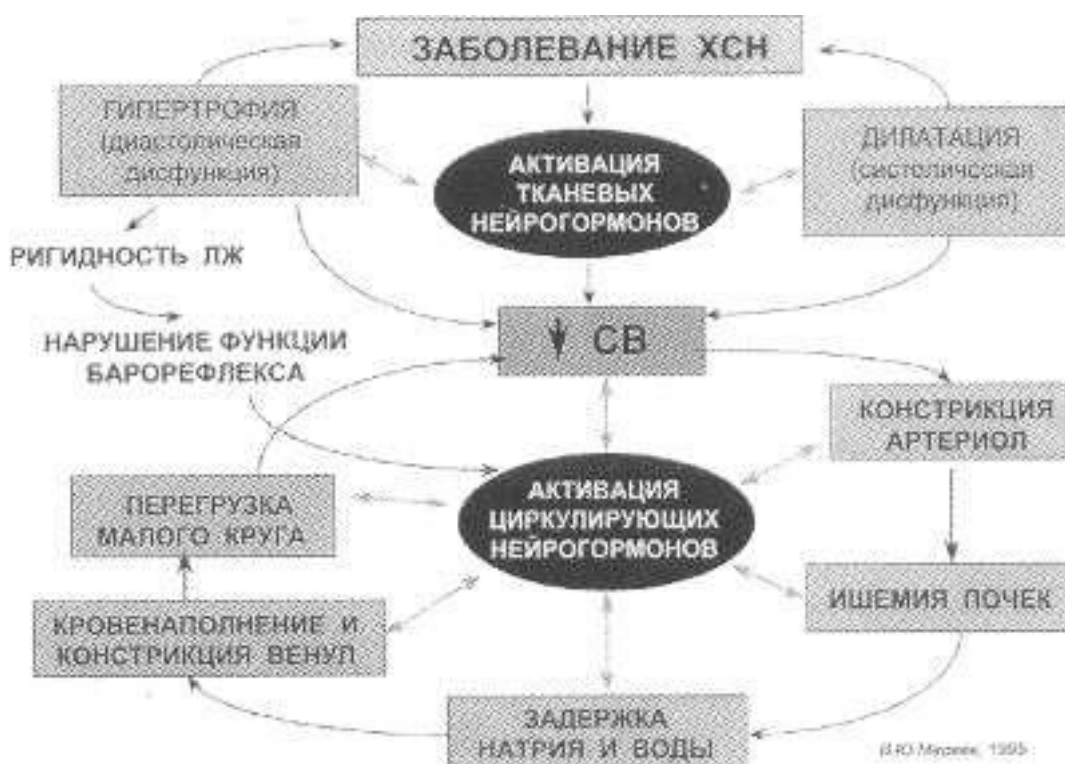 ЗАБОЛЕВАНИЕ ХСН
ГИПЕРТРОФИЯ
(диастолическая
дисфункция)
АКТИВАЦИЯ
ТКАНЕВЫХ
НЕЙРОГОРМОНОВ
ДИЛАТАЦИЯ
(систолическая
дисфункция)
РИГИДНОСТЬ ЛЖ
НАРУШЕНИЕ ФУНКЦИИ
БАРОРЕФЛЕКСА
СВ
КОНСТРИКЦИЯ
АРТЕРИОЛ
ПЕРЕГРУЗКА
МАЛОГО КРУГА
АКТИВАЦИЯ
ЦИРКУЛИРУЮЩИХ
НЕЙРОГОРМОНОВ
КРОВЕНАПОЛНЕНИЕ И
КОНСТРИКЦИЯ ВЕНУЛ
ИШЕМИЯ ПОЧЕК
ЗАДЕРЖКА
НАТРИЯ И ВОДЫ
1995